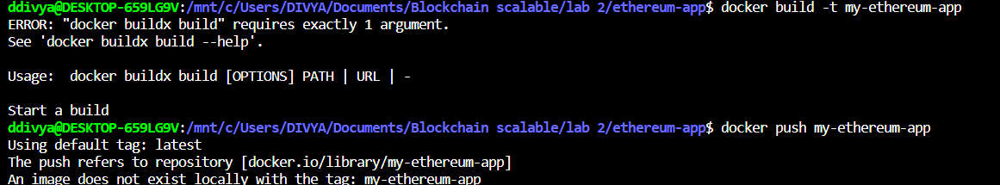 ddivya@DESKTOP-659LG9V:/mnt/c/Users/DIVYA/Documents/Blockchain scalable/lab 2/ethereum-app$ docker build -t my-ethereum-app
ERROR: "docker buildx build" requires exactly 1 argument.
See 'docker buildx build --help'.

Usage:  docker buildx build [OPTIONS] PATH | URL | -

Start a build
ddivya@DESKTOP-659LG9V:/mnt/c/Users/DIVYA/Documents/Blockchain scalable/lab 2/ethereum-app$ docker push my-ethereum-app
Using default tag: latest
The push refers to repository [docker.io/library/my-ethereum-app]
An image does not exist locally with the tag: my-ethereum-app